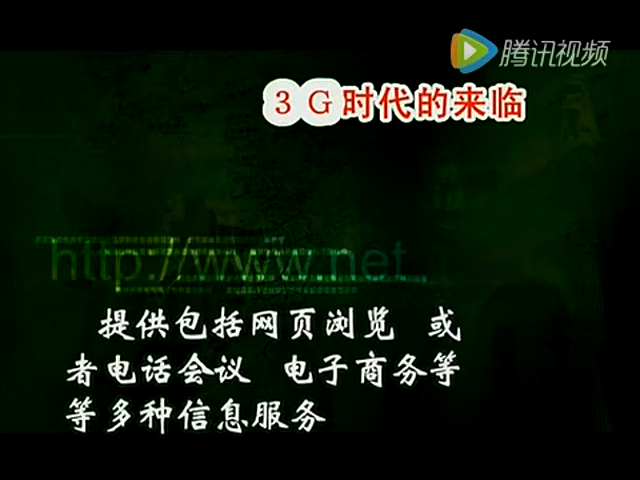 腾讯视频
3G时代的来临
http://www.net
提供包括网页浏览 或
者电话会议 电子商务等
等多种信息服务